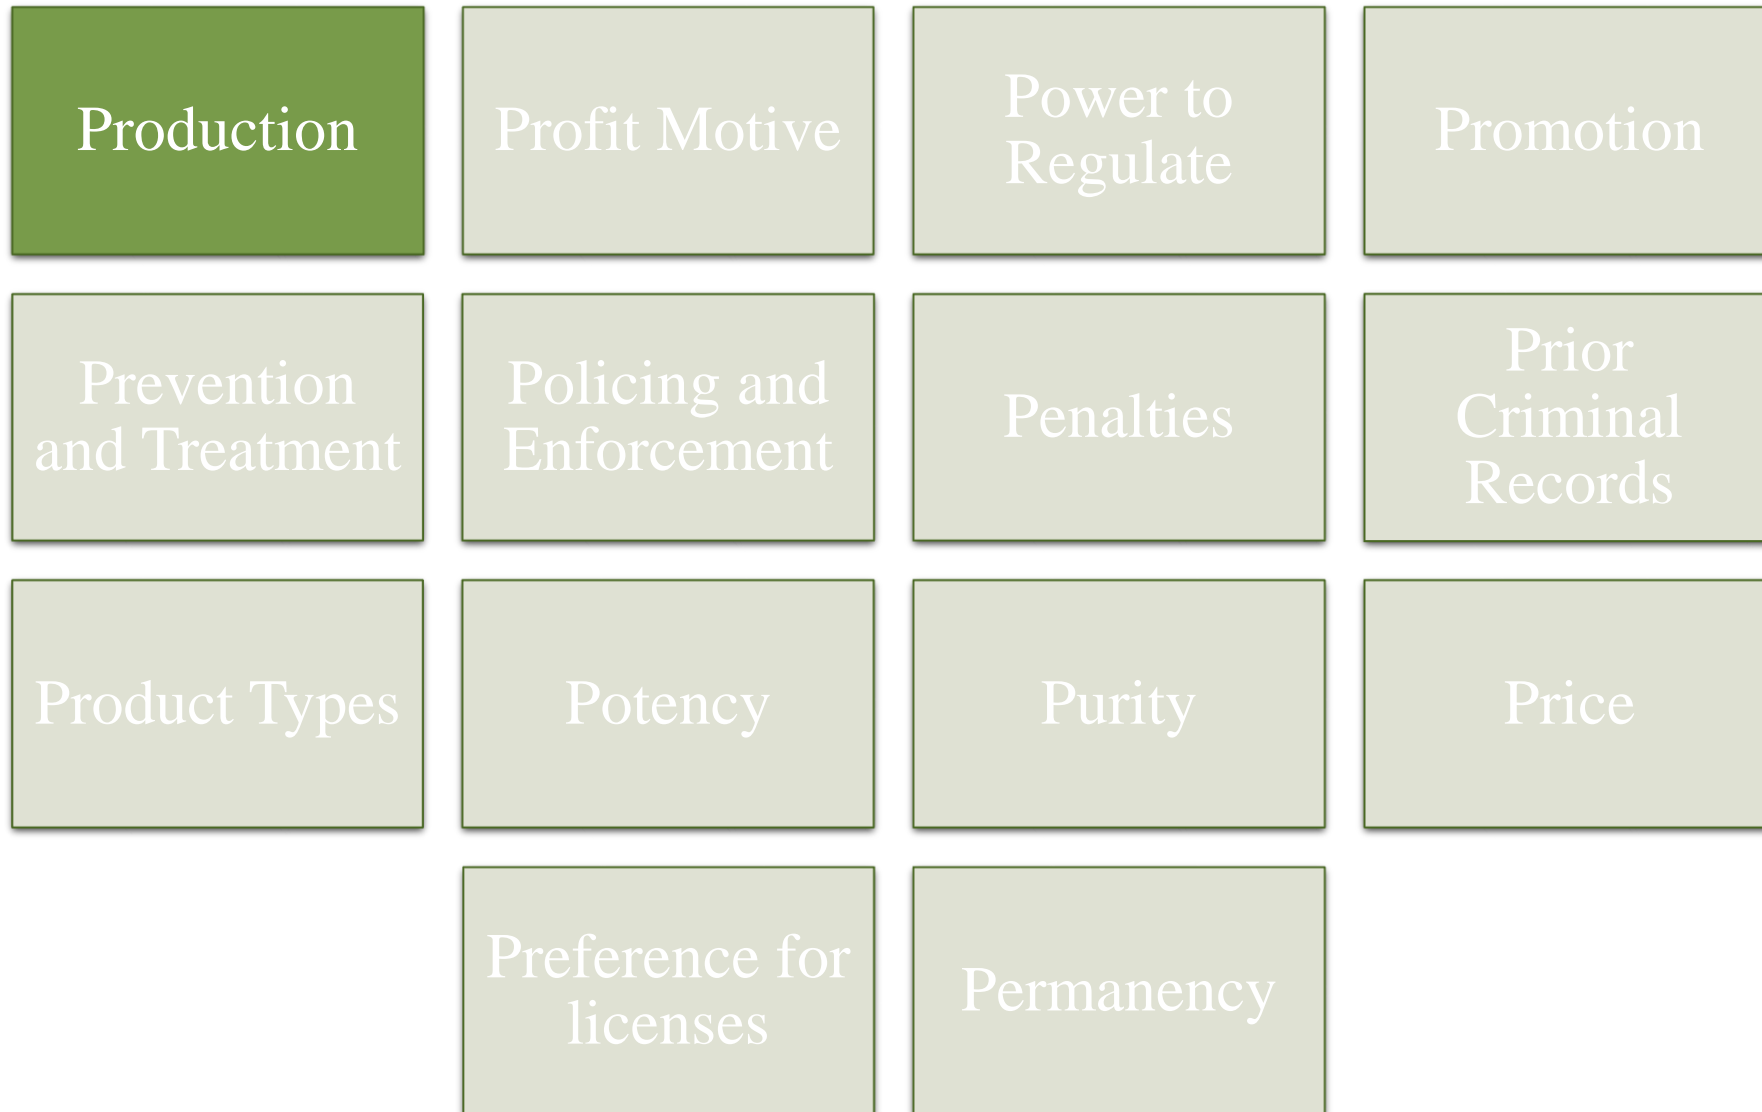 Production
Profit Motive
Power to
Regulate
Promotion
Prevention
and Treatment
Policing and
Enforcement
Penalties
Prior
Criminal
Records
Product Types
Potency
Purity
Price
Preference for
licenses
Permanency